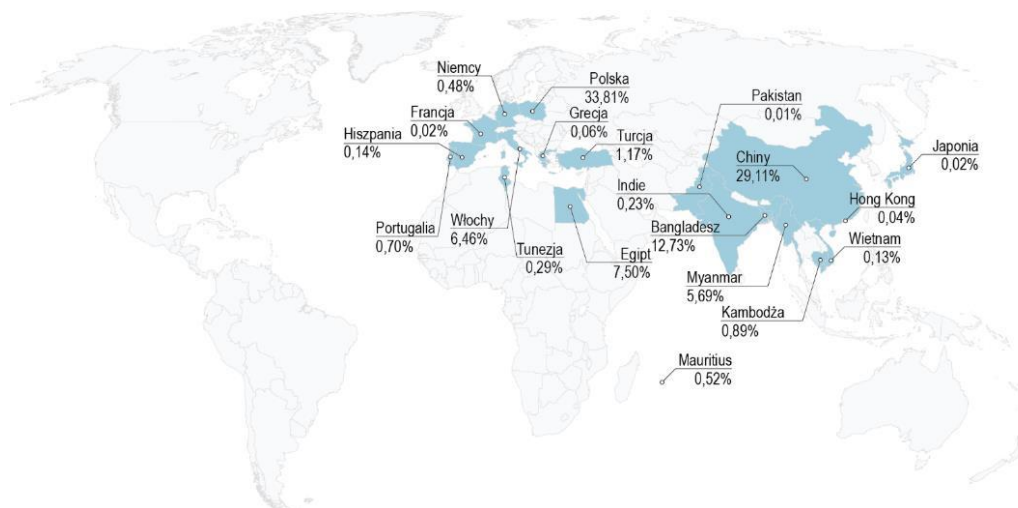 Niemcy
0,48%
Polska
33,81%
Francja
0,02%
Grecja
0,06%
Hiszpania
0,14%
Turcja
1,17%
Pakistan
0,01%
Chiny
29,11%
Japonia
0,02%
Indie
0,23%
Hong Kong
0,04%
Portugalia
0,70%
Włochy
6,46%
Tunezja
0,29%
Egipt
7,50%
Bangladesz
12,73%
Wietnam
0,13%
Myanmar
5,69%
Kambodża
0,89%
Mauritius
0,52%